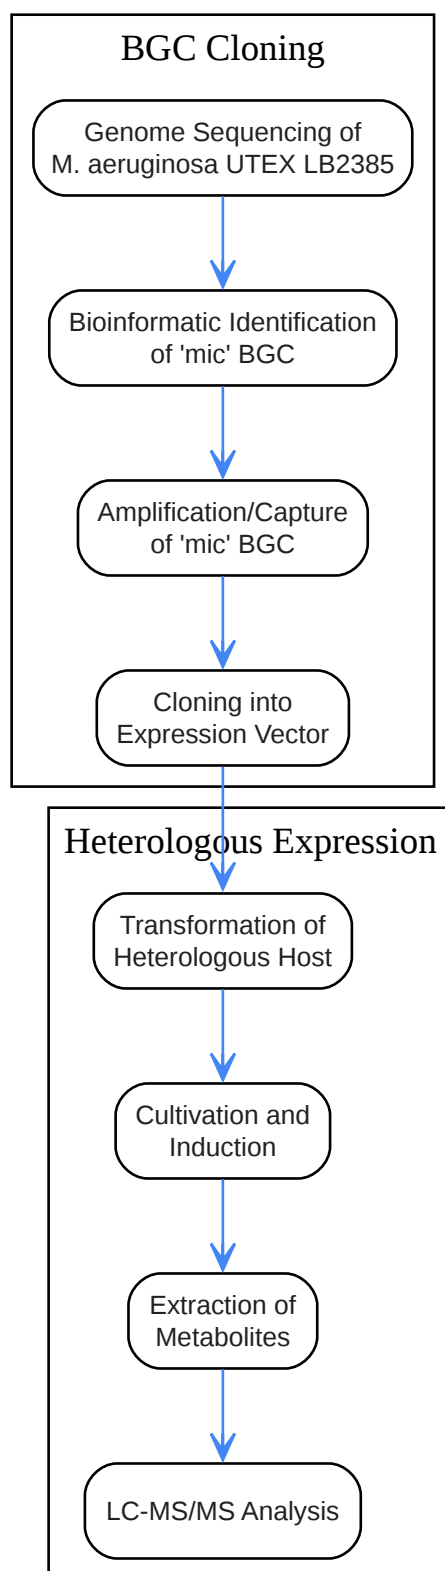 BGC Cloning
Genome Sequencing of
M. aeruginosa UTEX LB2385
Bioinformatic Identification
of 'mic' BGC
Amplification/Capture
of 'mic' BGC
Cloning into
Expression Vector
Heterologous Expression
Transformation of
Heterologous Host
Cultivation and
Induction
Extraction of
Metabolites
LC-MS/MS Analysis